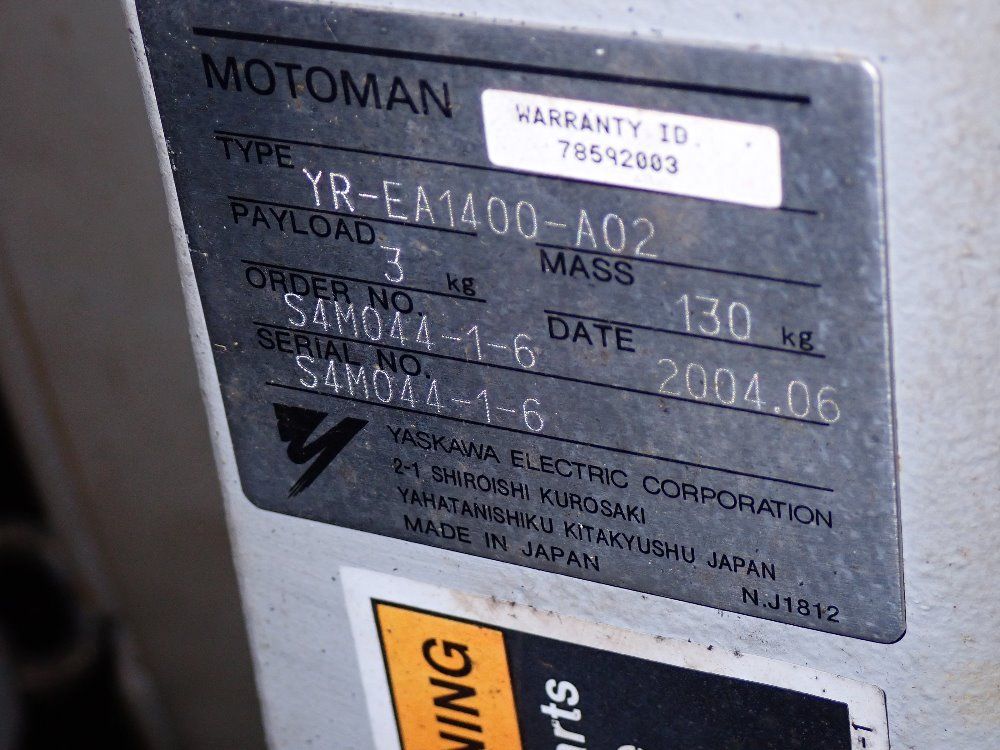 MOTOMAN
WARRANTY ID.
78592003
TYPE
YR-EA1400-A02
PAYLOAD
3 kg
MASS
130 kg
ORDER NO.
S4M044-1-6
DATE
2004.06
SERIAL NO.
S4M044-1-6
YASKAWA ELECTRIC CORPORATION
2-1 SHIROISHI KUROSAKI
YAHATANISHIKU KITAKYUSHU JAPAN
MADE IN JAPAN
N.J1812